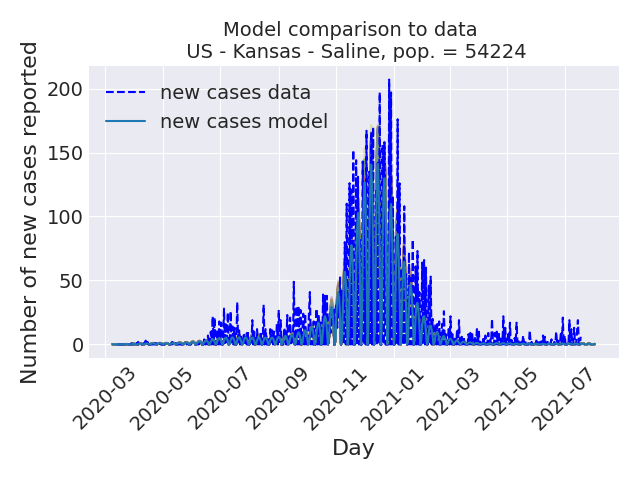 Model comparison to data
US - Kansas - Saline, pop. = 54224
Number of new cases reported
200
150
100
50
0
new cases data
new cases model
2020-03
2020-05
2020-07
2020-09
2020-11
2021-01
2021-03
2021-05
2021-07
Day